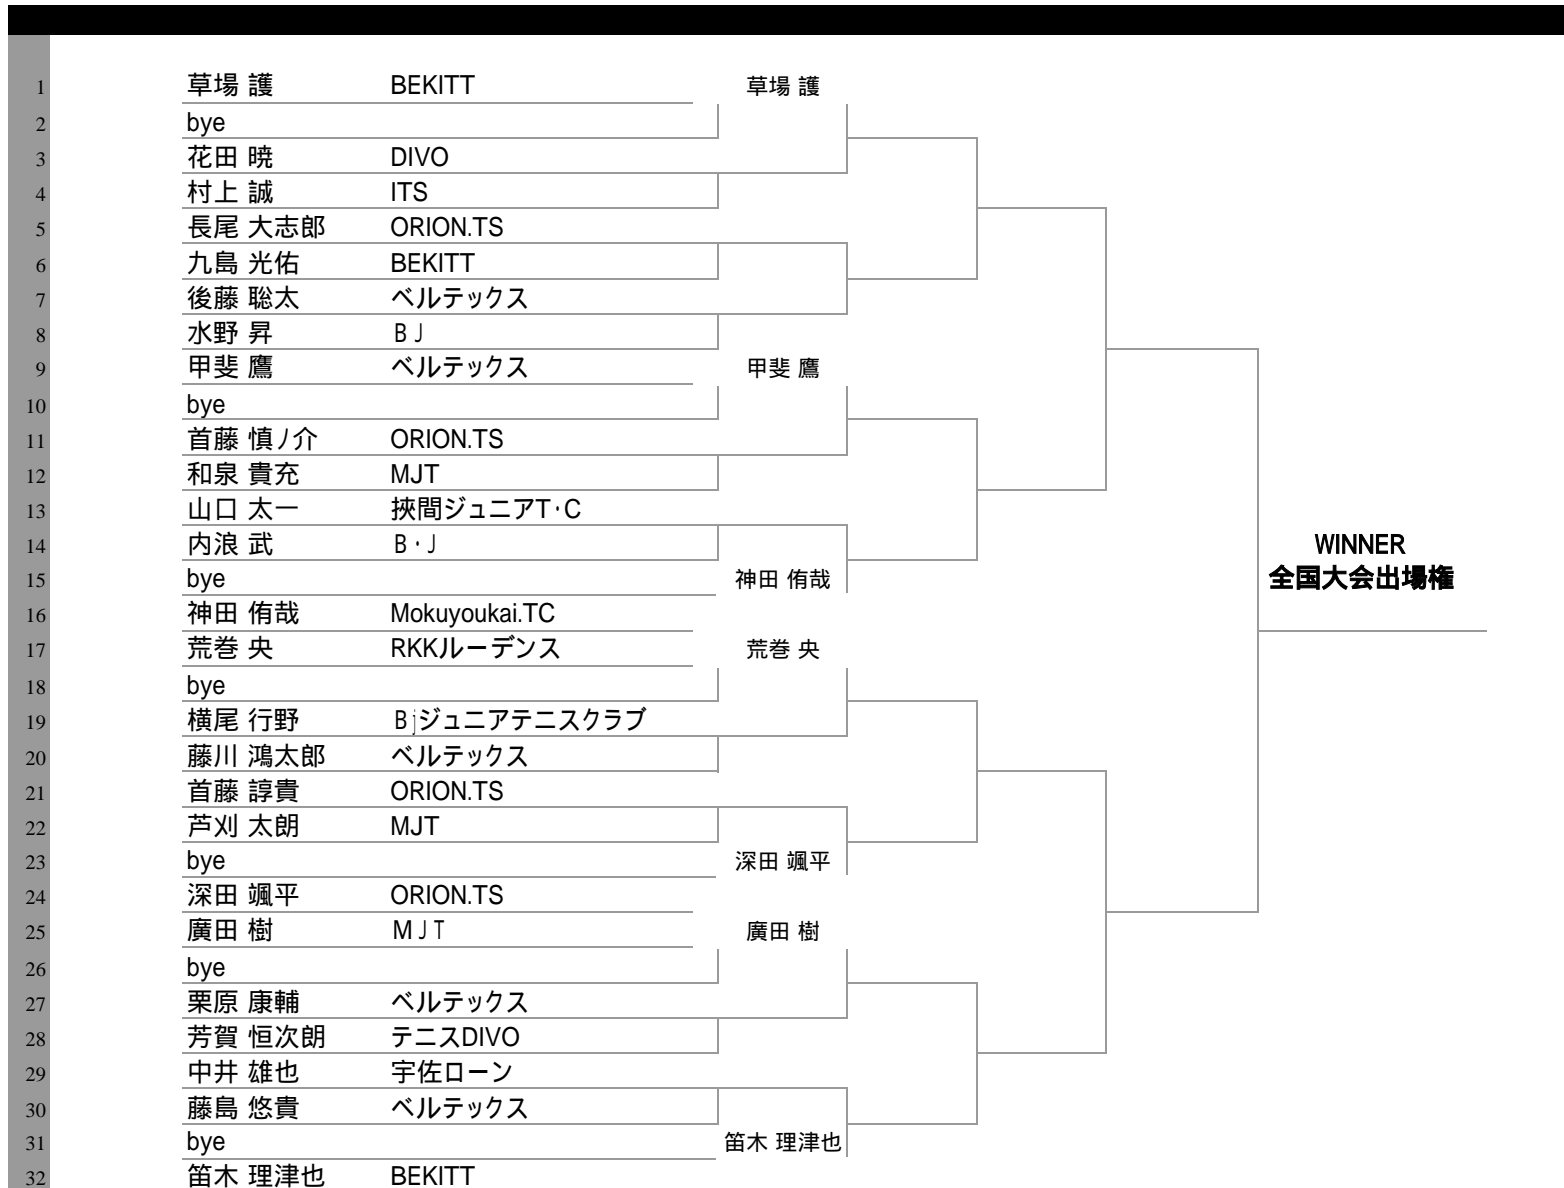 1 草場 護 BEKITT 草場 護
2 bye
3 花田 暁 DIVO
4 村上 誠 ITS
5 長尾 大志郎 ORION.TS
6 九島 光佑 BEKITT
7 後藤 聡太 ベルテックス
8 水野 昇 BJ
9 甲斐 鷹 ベルテックス 甲斐 鷹
10 bye
11 首藤 慎ノ介 ORION.TS
12 和泉 貴充 MJT
13 山口 太一 挾間ジュニアT・C
14 内浪 武 B・J WINNER
15 bye 神田 侑哉 全国大会出場権
16 神田 侑哉 Mokuyoukai.TC
17 荒巻 央 RKKルーデンス 荒巻 央
18 bye
19 横尾 行野 Bjジュニアテニスクラブ
20 藤川 鴻太郎 ベルテックス
21 首藤 諄貴 ORION.TS
22 芦刈 太朗 MJT
23 bye 深田 颯平
24 深田 颯平 ORION.TS
25 廣田 樹 MJT 廣田 樹
26 bye
27 栗原 康輔 ベルテックス
28 芳賀 恒次朗 テニスDIVO
29 中井 雄也 宇佐ローン
30 藤島 悠貴 ベルテックス
31 bye 笛木 理津也
32 笛木 理津也 BEKITT